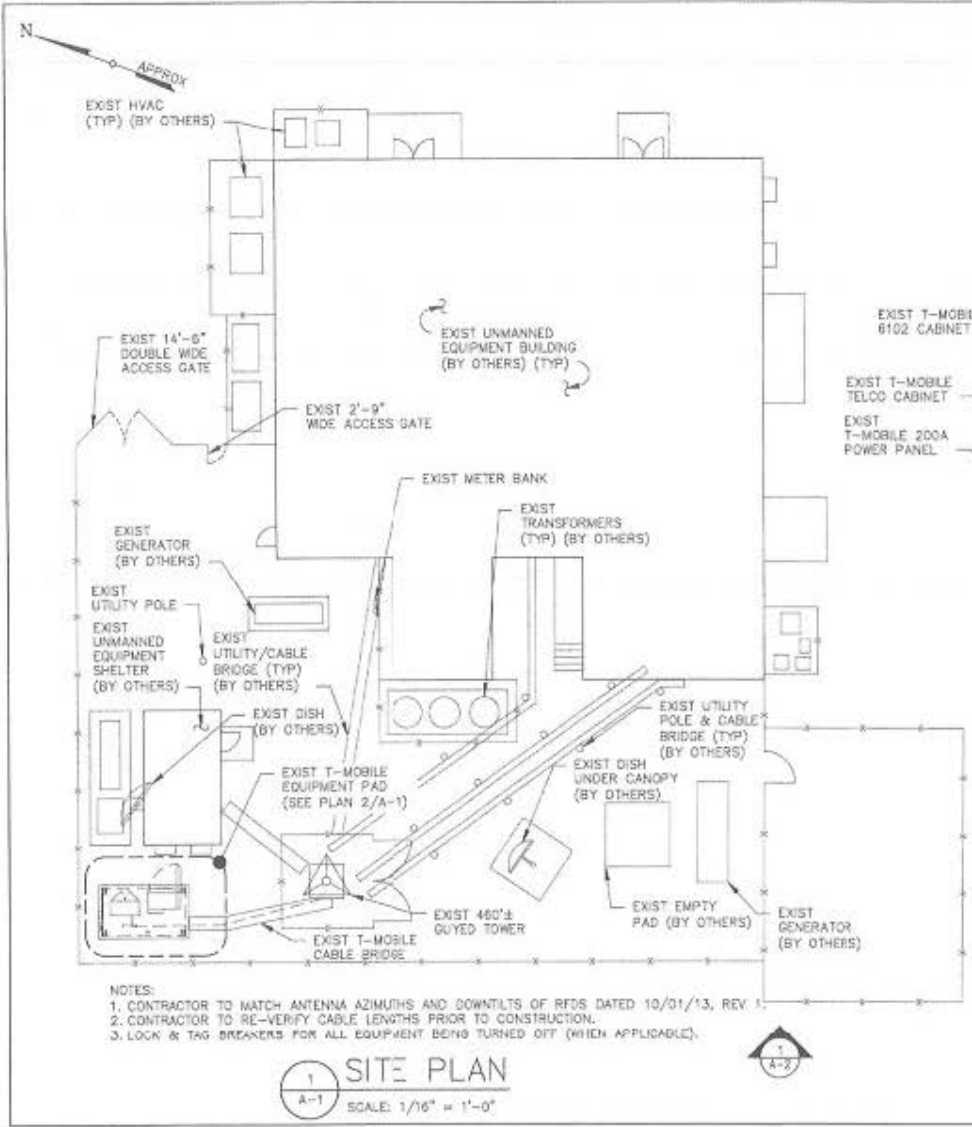 N
APPROX
EXIST HVAC
(TYP) (BY OTHERS)
EXIST 14'-6"
DOUBLE WIDE
ACCESS GATE
EXIST 2'-9"
WIDE ACCESS GATE
EXIST UNMANNED
EQUIPMENT BUILDING
(BY OTHERS) (TYP)
EXIST T-MOBIL
6102 CABINET
EXIST T-MOBILE
TELCO CABINET
EXIST
T-MOBILE 200A
POWER PANEL
EXIST METER BANK
EXIST
TRANSFORMERS
(TYP) (BY OTHERS)
EXIST
GENERATOR
(BY OTHERS)
EXIST
UTILITY POLE
EXIST
UNMANNED
EQUIPMENT
SHELTER
(BY OTHERS)
EXIST
UTILITY/CABLE
BRIDGE (TYP)
(BY OTHERS)
EXIST DISH
(BY OTHERS)
EXIST T-MOBILE
EQUIPMENT PAD
(SEE PLAN 2/A-1)
EXIST UTILITY
POLE & CABLE
BRIDGE (TYP)
(BY OTHERS)
EXIST DISH
UNDER CANOPY
(BY OTHERS)
EXIST 460'±
GUYED TOWER
EXIST T-MOBILE
CABLE BRIDGE
EXIST EMPTY
PAD (BY OTHERS)
EXIST
GENERATOR
(BY OTHERS)
NOTES:
1. CONTRACTOR TO MATCH ANTENNA AZIMUTHS AND DOWNTILTS OF RFDS DATED 10/01/13, REV 1.
2. CONTRACTOR TO RE-VERIFY CABLE LENGTHS PRIOR TO CONSTRUCTION.
3. LOCK & TAG BREAKERS FOR ALL EQUIPMENT BEING TURNED OFF (WHEN APPLICABLE).
1
A-1
SITE PLAN
SCALE: 1/16" = 1'-0"
1
A-2